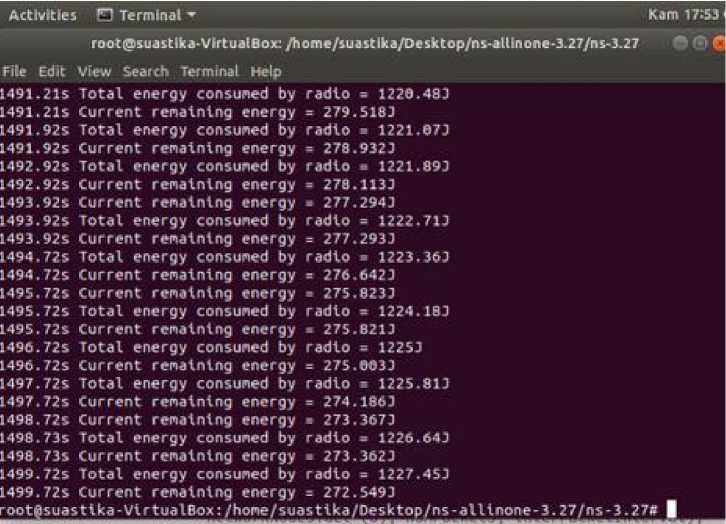 Activities Terminal Kam 17:53
root@suastika-VirtualBox: /home/suastika/Desktop/ns-allinone-3.27/ns-3.27
File Edit View Search Terminal Help
1491.21s Total energy consumed by radio = 1220.48J
1491.21s Current remaining energy = 279.518J
1491.92s Total energy consumed by radio = 1221.07J
1491.92s Current remaining energy = 278.932J
1492.92s Total energy consumed by radio = 1221.89J
1492.92s Current remaining energy = 278.113J
1493.92s Current remaining energy = 277.294J
1493.92s Total energy consumed by radio = 1222.71J
1493.92s Current remaining energy = 277.293J
1494.72s Total energy consumed by radio = 1223.36J
1494.72s Current remaining energy = 276.642J
1495.72s Current remaining energy = 275.823J
1495.72s Total energy consumed by radio = 1224.18J
1495.72s Current remaining energy = 275.821J
1496.72s Total energy consumed by radio = 1225J
1496.72s Current remaining energy = 275.003J
1497.72s Total energy consumed by radio = 1225.81J
1497.72s Current remaining energy = 274.186J
1498.72s Current remaining energy = 273.367J
1498.73s Total energy consumed by radio = 1226.64J
1498.73s Current remaining energy = 273.362J
1499.72s Total energy consumed by radio = 1227.45J
1499.72s Current remaining energy = 272.549J
root@suastika-VirtualBox:/home/suastika/Desktop/ns-allinone-3.27/ns-3.27#